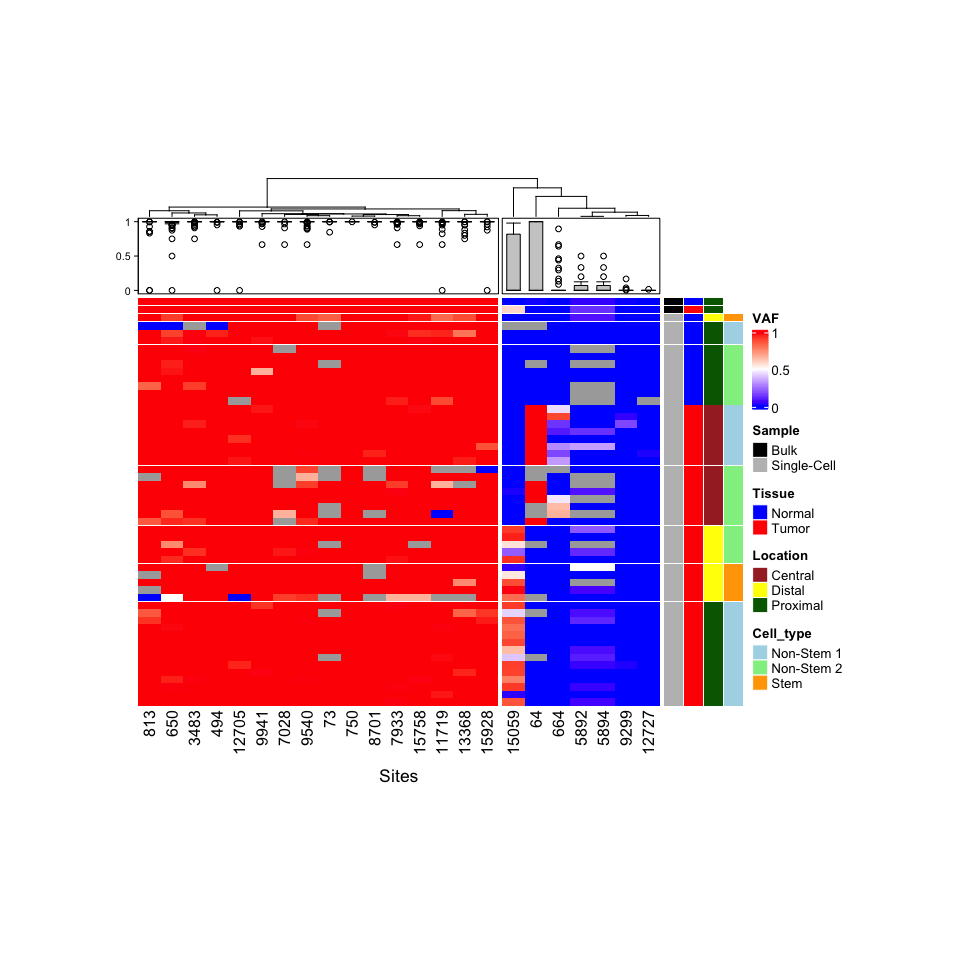 1
0.5
0
813 650 3483 494 12705 9941 7028 9540 73 750 8701 7933 15758 11719 13368 15928 15059 64 664 5892 5894 9299 12727
Sites
VAF
1
0.5
0
Sample
Bulk
Single-Cell
Tissue
Normal
Tumor
Location
Central
Distal
Proximal
Cell_type
Non-Stem 1
Non-Stem 2
Stem